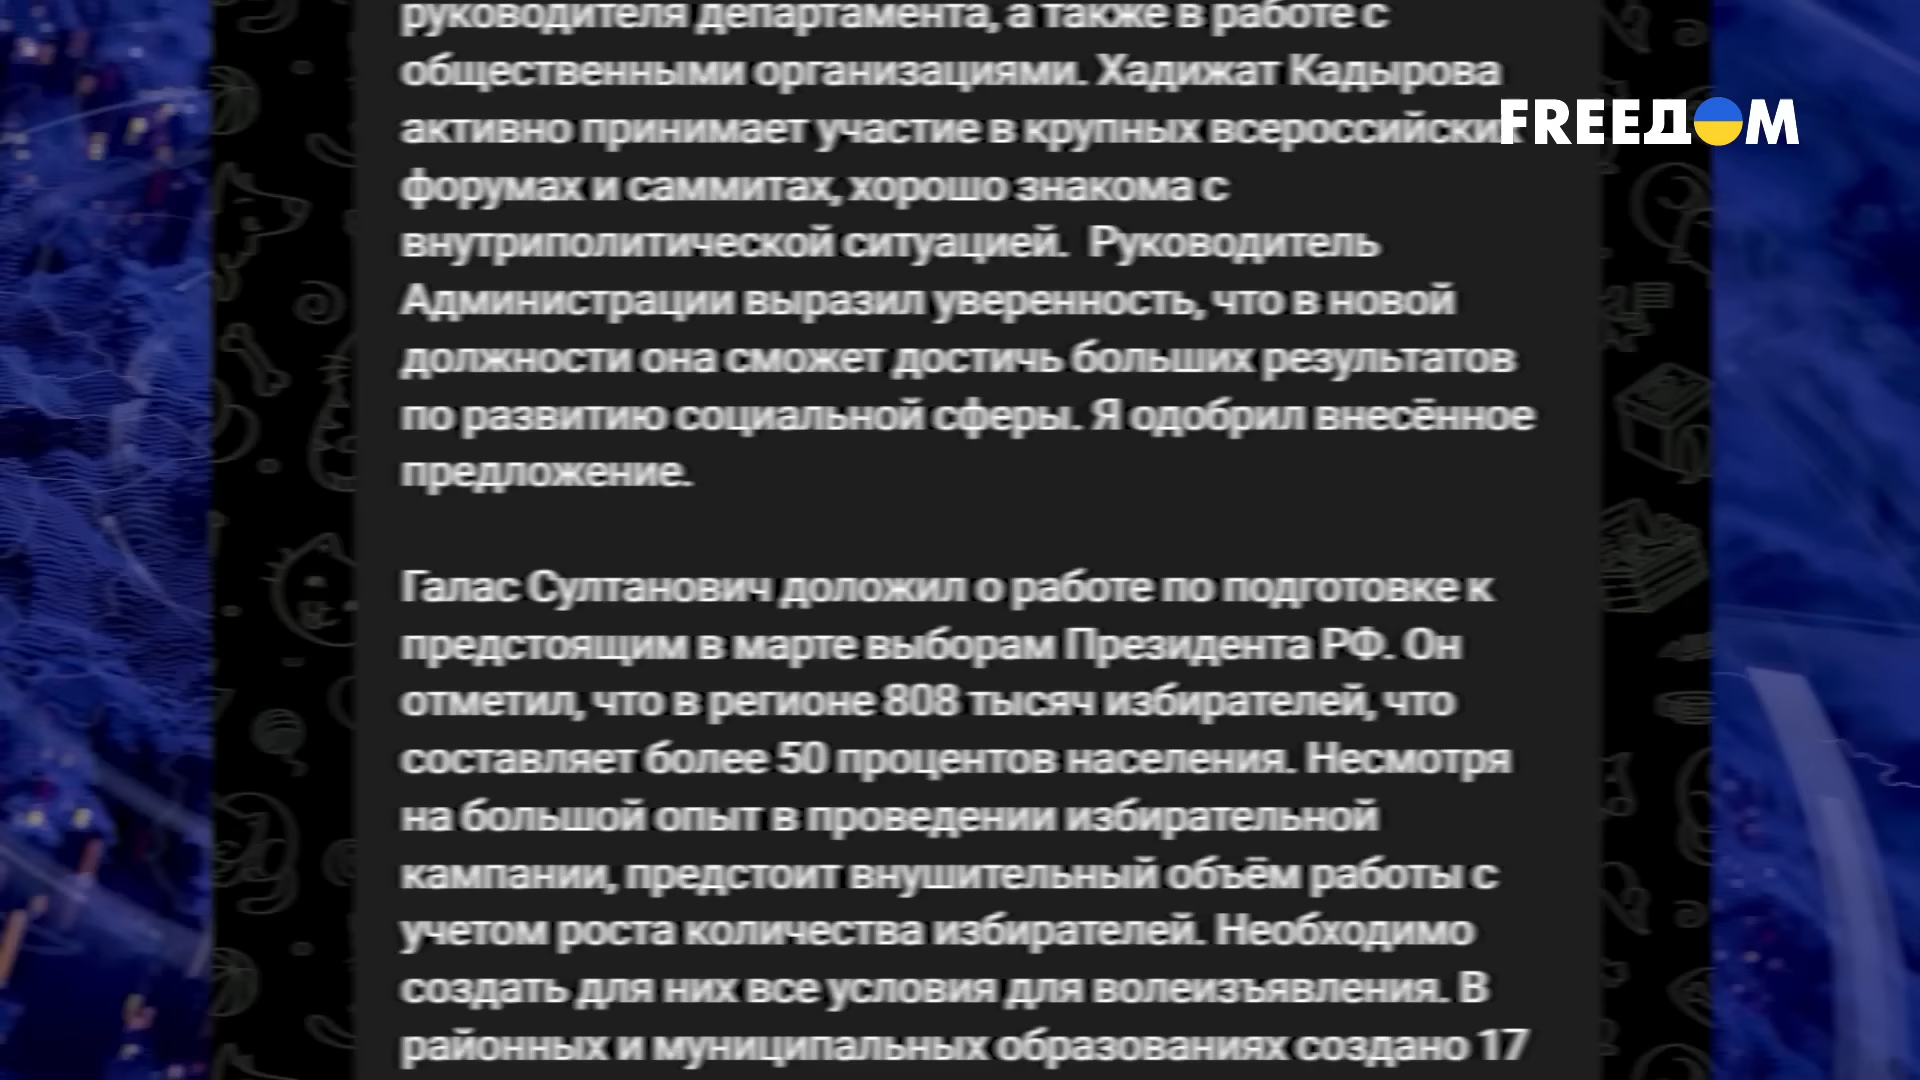 руководителя департамента, а также в работе с
общественными организациями. Хадижат Кадырова
активно принимает участие в крупных всероссийских
форумах и саммитах, хорошо знакома с
внутриполитической ситуацией. Руководитель
Администрации выразил уверенность, что в новой
должности она сможет достичь больших результатов
по развитию социальной сферы. Я одобрил внесённое
предложение.
Галас Султанович доложил о работе по подготовке к
предстоящим в марте выборам Президента РФ. Он
отметил, что в регионе 808 тысяч избирателей, что
составляет более 50 процентов населения. Несмотря
на большой опыт в проведении избирательной
кампании, предстоит внушительный объём работы с
учетом роста количества избирателей. Необходимо
создать для них все условия для волеизъявления. В
районных и муниципальных образованиях создано 17
FREEДOM